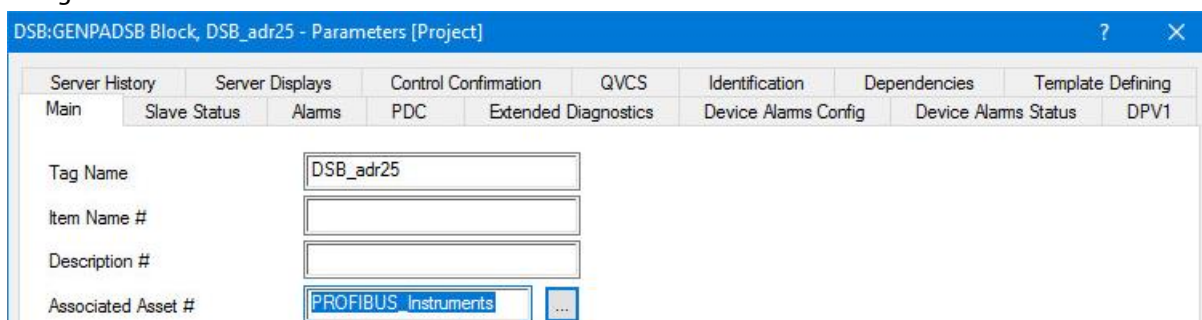 DSB:GENPADSB Block, DSB_adr25 - Parameters [Project] ? X
Server History Server Displays Control Confirmation QVCS Identification Dependencies Template Defining
Main Slave Status Alarms PDC Extended Diagnostics Device Alarms Config Device Alarms Status DPV1
Tag Name DSB_adr25
Item Name #
Description #
Associated Asset # PROFIBUS_Instruments ...